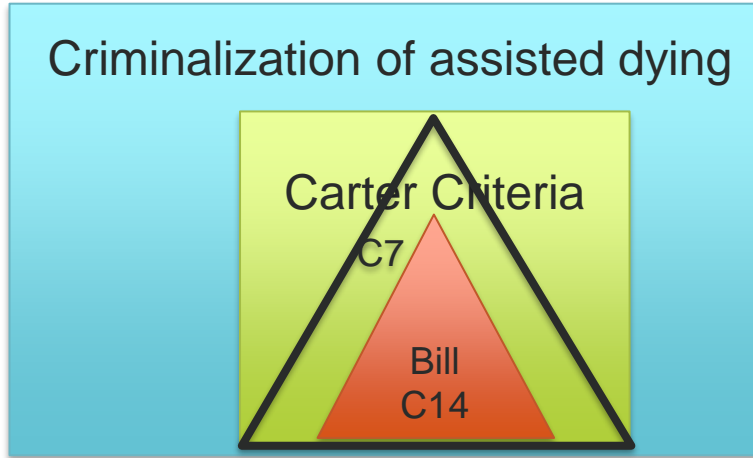 Criminalization of assisted dying
Carter Criteria
C7
Bill
C14